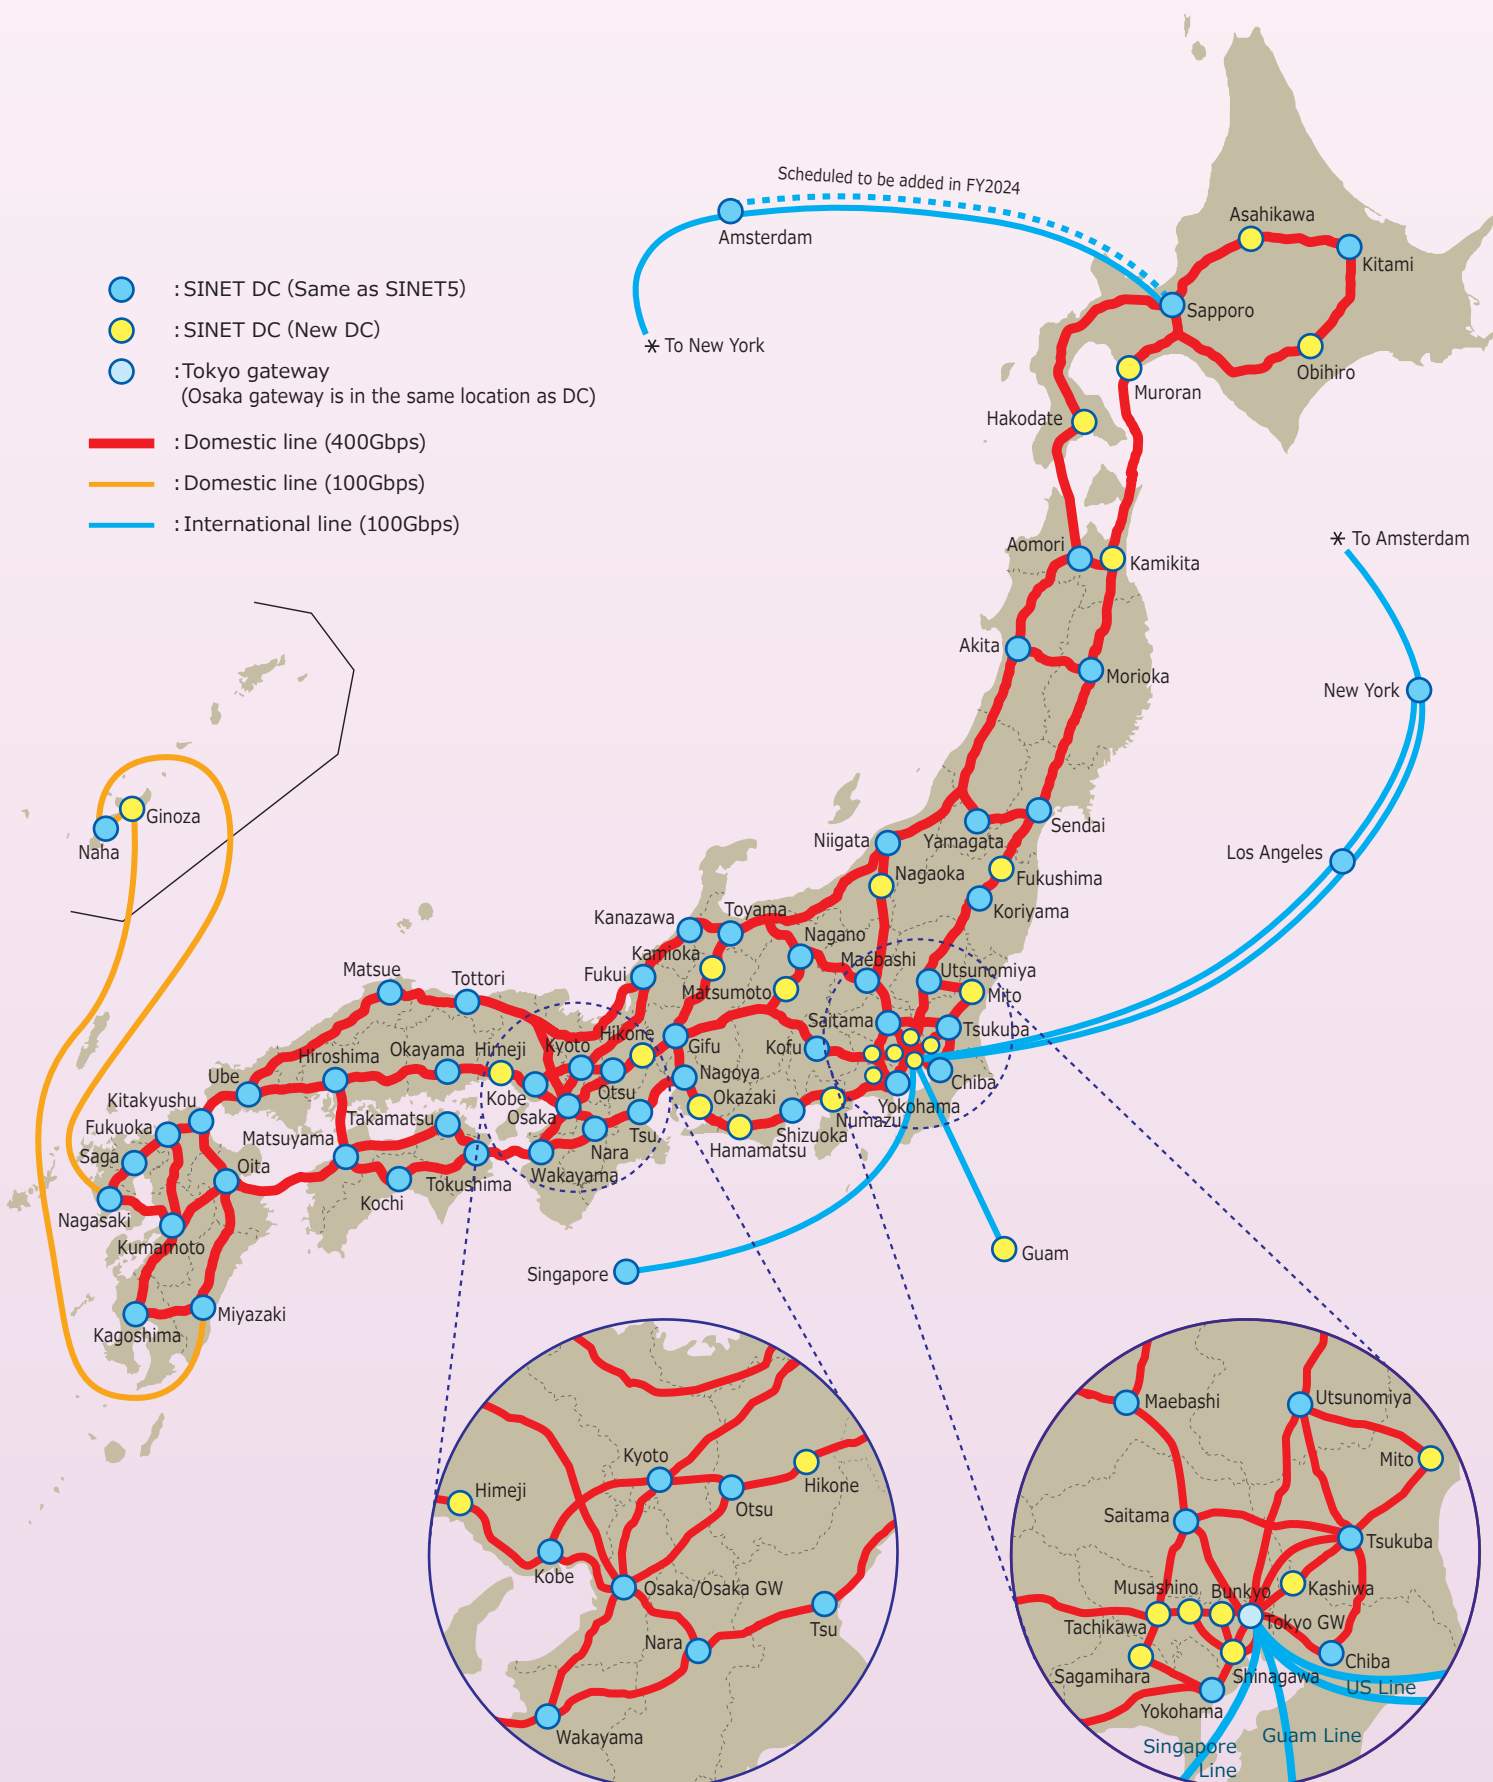 Scheduled to be added in FY2024
Amsterdam
* To New York
: SINET DC (Same as SINET5)
: SINET DC (New DC)
: Tokyo gateway
(Osaka gateway is in the same location as DC)
: Domestic line (400Gbps)
: Domestic line (100Gbps)
: International line (100Gbps)
Asahikawa
Kitami
Sapporo
Obihiro
Muroran
Hakodate
Aomori
Kamikita
* To Amsterdam
Akita
Morioka
New York
Ginoza
Naha
Niigata
Yamagata
Sendai
Los Angeles
Nagaoka
Fukushima
Koriyama
Kanazawa
Toyama
Nagano
Kamioka
Maebashi
Matsue
Tottori
Fukui
Matsumoto
Utsunomiya
Mito
Saitama
Tsukuba
Hiroshima
Okayama
Himeji
Kyoto
Hikone
Gifu
Kofu
Ube
Kobe
Otsu
Nagoya
Chiba
Kitakyushu
Takamatsu
Osaka
Okazaki
Yokohama
Fukuoka
Matsuyama
Tsu
Shizuoka
Numazu
Saga
Oita
Nara
Hamamatsu
Tokushima
Wakayama
Kochi
Nagasaki
Kumamoto
Singapore
Guam
Kagoshima
Miyazaki
Kyoto
Hikone
Himeji
Otsu
Kobe
Osaka/Osaka GW
Nara
Tsu
Wakayama
Maebashi
Utsunomiya
Mito
Saitama
Tsukuba
Musashino
Bunkyo
Kashiwa
Tachikawa
Tokyo GW
Sagamihara
Shinagawa
Chiba
US Line
Yokohama
Guam Line
Singapore
Line